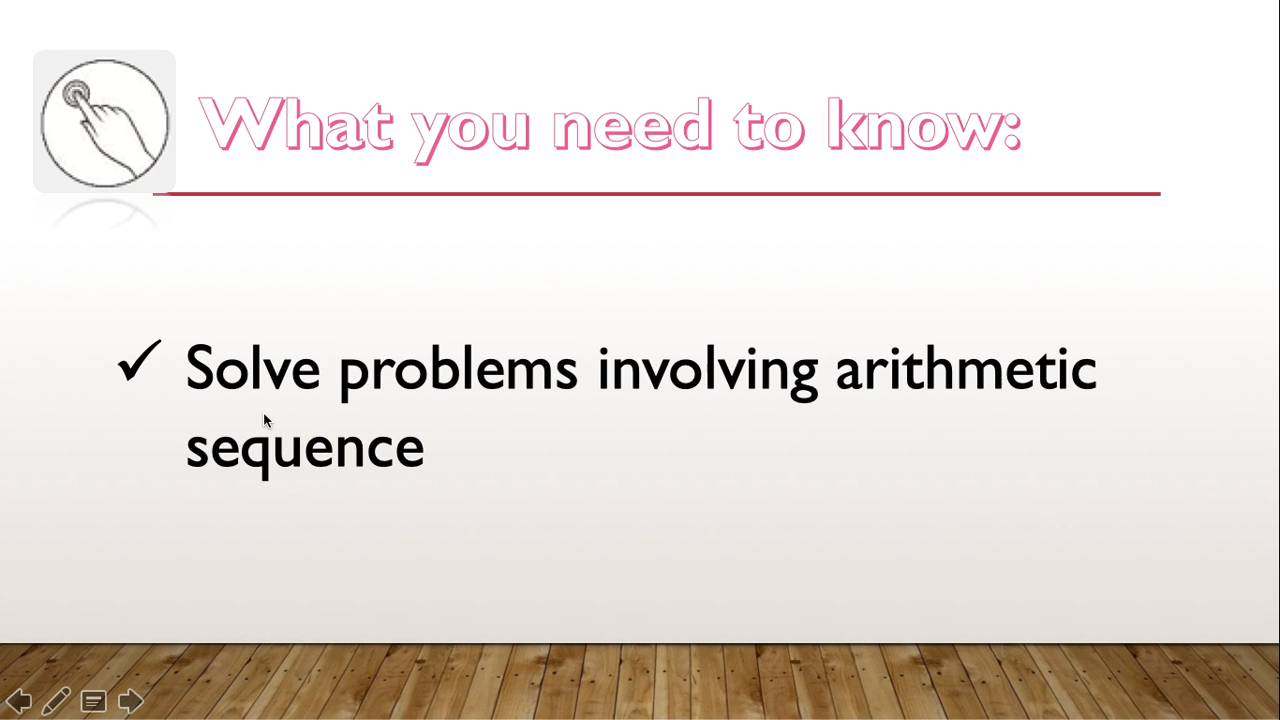 What you need to know:
✓ Solve problems involving arithmetic
sequence